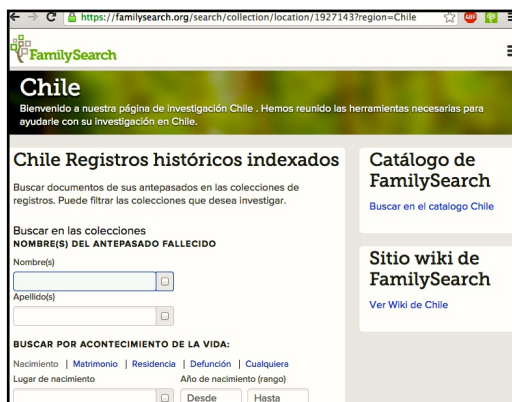 https://familysearch.org/search/collection/location/1927143?region=Chile
ABP
FamilySearch
Chile
Bienvenido a nuestra página de investigación Chile . Hemos reunido las herramientas necesarias para
ayudarle con su investigación en Chile.
Chile Registros históricos indexados
Buscar documentos de sus antepasados en las colecciones de
registros. Puede filtrar las colecciones que desea investigar.
Buscar en las colecciones
NOMBRE(S) DEL ANTEPASADO FALLECIDO
Nombre(s)
Apellido(s)
BUSCAR POR ACONTECIMIENTO DE LA VIDA:
Nacimiento | Matrimonio | Residencia | Defunción | Cualquiera
Lugar de nacimiento Año de nacimiento (rango)
Desde Hasta
Catálogo de
FamilySearch
Buscar en el catalogo Chile
Sitio wiki de
FamilySearch
Ver Wiki de Chile